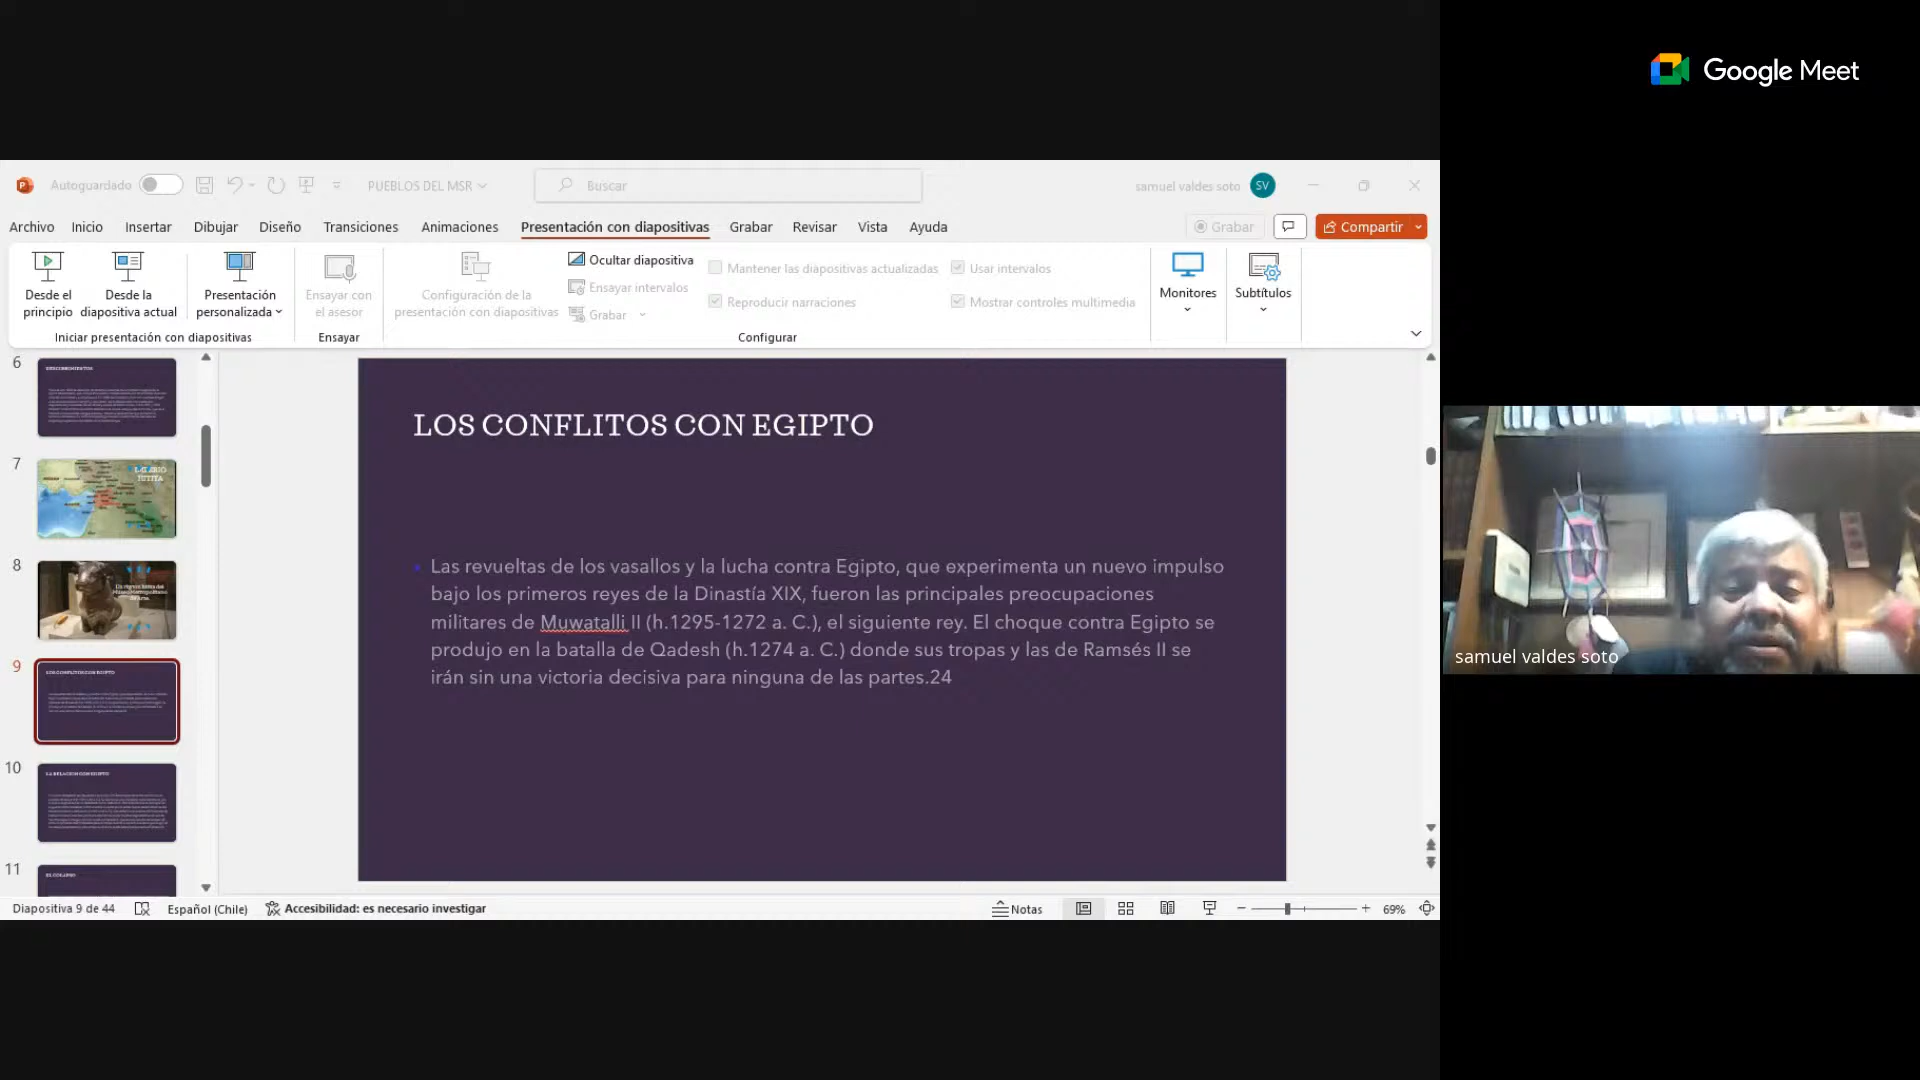 Google Meet
Autoguardado
PUEBLOS DEL MSR
Buscar
samuel valdes soto
SV
Archivo
Inicio
Insertar
Dibujar
Diseño
Transiciones
Animaciones
Presentación con diapositivas
Grabar
Revisar
Vista
Ayuda
Grabar
Compartir
Desde el
principio
Desde la
diapositiva actual
Presentación
personalizada
Iniciar presentación con diapositivas
Ensayar con
el asesor
Ensayar
Configuración de la
presentación con diapositivas
Ocultar diapositiva
Ensayar intervalos
Grabar
Mantener las diapositivas actualizadas
Reproducir narraciones
Usar intervalos
Mostrar controles multimedia
Configurar
Monitores
Subtítulos
6
7
8
9
LOS CONFLITOS CON EGIPTO
10
LA RELACION CON EGIPTO
11
LOS CONFLITOS CON EGIPTO
Las revueltas de los vasallos y la lucha contra Egipto, que experimenta un nuevo impulso
bajo los primeros reyes de la Dinastía XIX, fueron las principales preocupaciones
militares de Muwatalli II (h.1295-1272 a. C.), el siguiente rey. El choque contra Egipto se
produjo en la batalla de Qadesh (h.1274 a. C.) donde sus tropas y las de Ramsés II se
irán sin una victoria decisiva para ninguna de las partes.24
samuel valdes soto
Diapositiva 9 de 44
Español (Chile)
Accesibilidad: es necesario investigar
Notas
69%